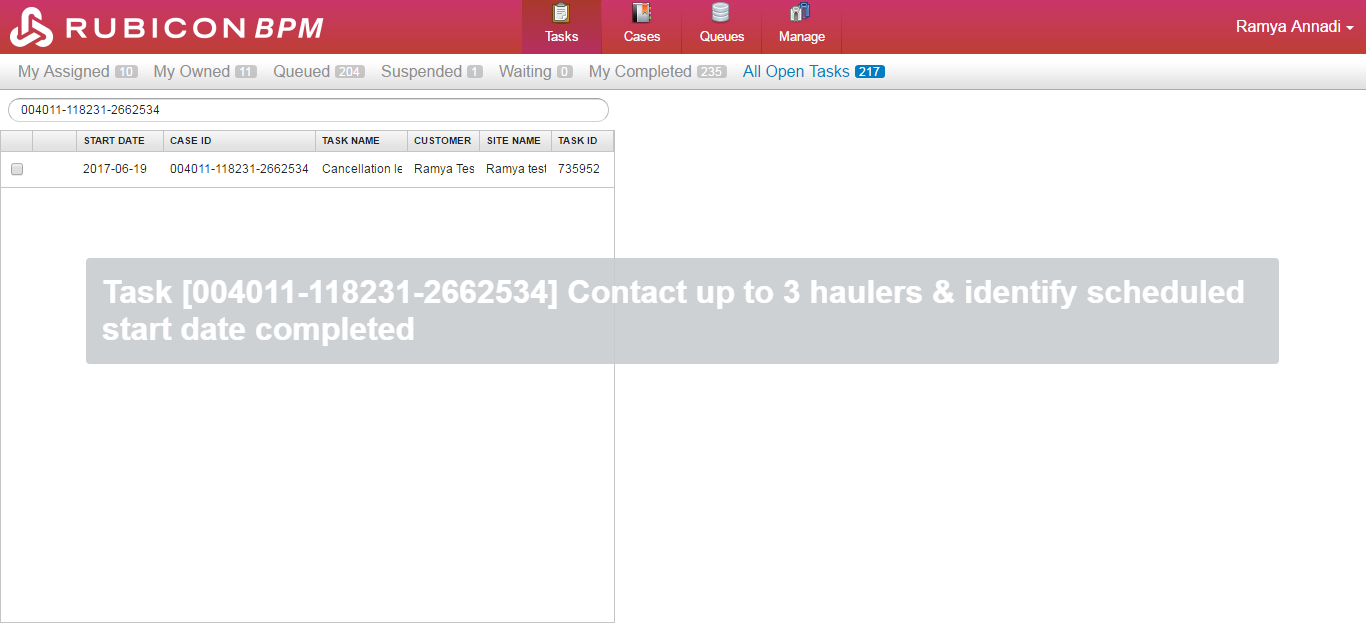 RUBICON BPM
Tasks Cases Queues Manage
Ramya Annadi
My Assigned 10 My Owned 11 Queued 204 Suspended 1 Waiting 0 My Completed 235 All Open Tasks 217
004011-118231-2662534
START DATE CASE ID TASK NAME CUSTOMER SITE NAME TASK ID
2017-06-19 004011-118231-2662534 Cancellation le Ramya Tes Ramya test 735952
Task [004011-118231-2662534] Contact up to 3 haulers & identify scheduled
start date completed